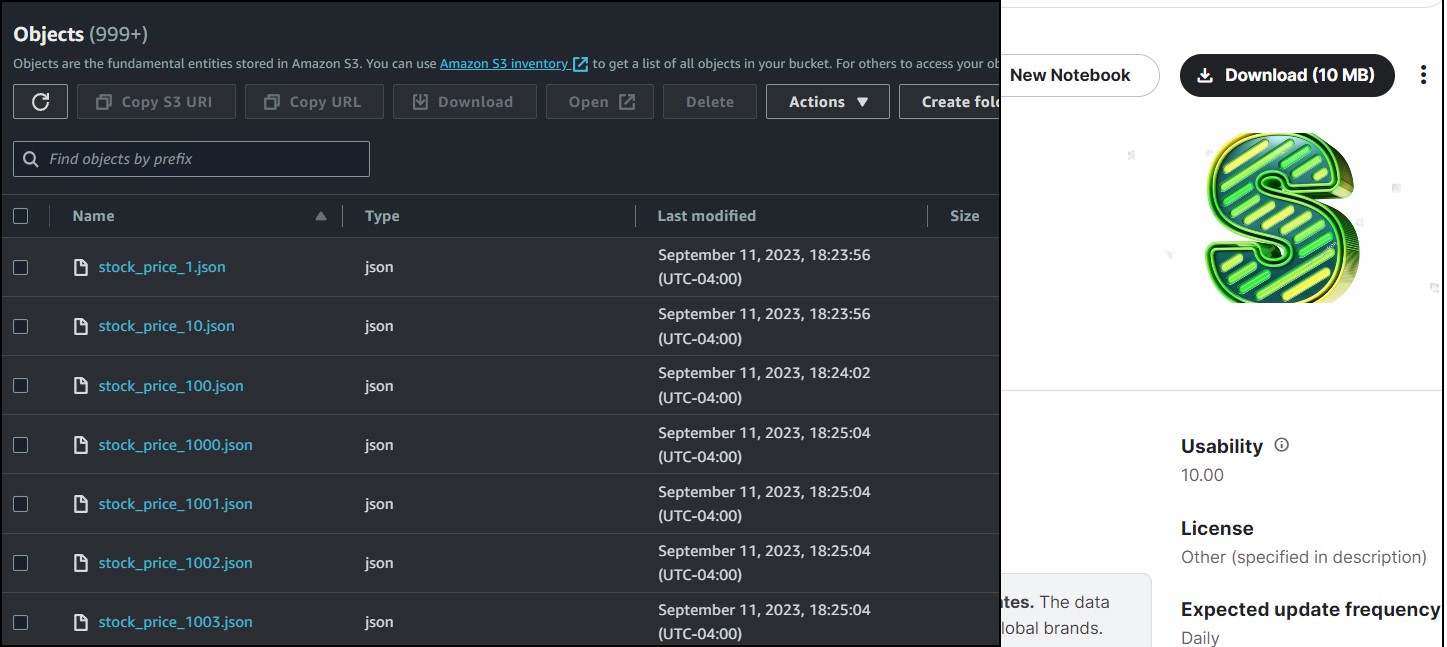 Objects (999+)
Objects are the fundamental entities stored in Amazon S3. You can use Amazon S3 inventory to get a list of all objects in your bucket. For others to access your
Copy S3 URI
Copy URL
Download
Open
Delete
Actions
Create
Find objects by prefix
Name
Type
Last modified
Size
stock_price_1.json
json
September 11, 2023, 18:23:56
(UTC-04:00)
stock_price_10.json
json
September 11, 2023, 18:23:56
(UTC-04:00)
stock_price_100.json
json
September 11, 2023, 18:24:02
(UTC-04:00)
stock_price_1000.json
json
September 11, 2023, 18:25:04
(UTC-04:00)
stock_price_1001.json
json
September 11, 2023, 18:25:04
(UTC-04:00)
stock_price_1002.json
json
September 11, 2023, 18:25:04
(UTC-04:00)
stock_price_1003.json
json
September 11, 2023, 18:25:04
(UTC-04:00)
New Notebook
Download (10 MB)
S
Usability
10.00
License
Other (specified in description)
Expected update frequency
Daily
The data
brands.